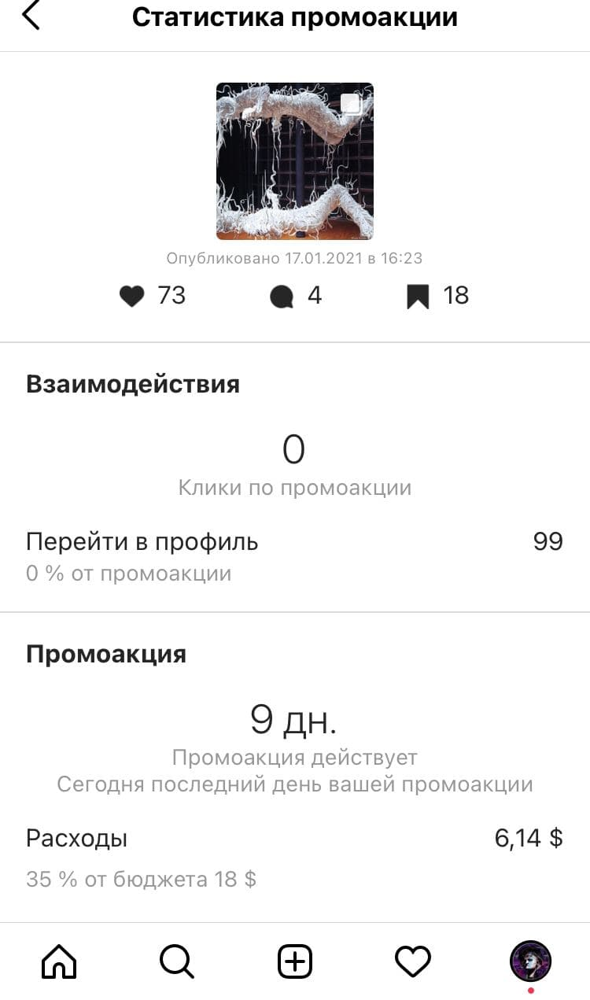 Статистика промоакции
Опубликовано 17.01.2021 в 16:23
73 4 18
Взаимодействия
0
Клики по промоакции
Перейти в профиль 99
0 % от промоакции
Промоакция
9 дн.
Промоакция действует
Сегодня последний день вашей промоакции
Расходы 6,14 $
35 % от бюджета 18 $